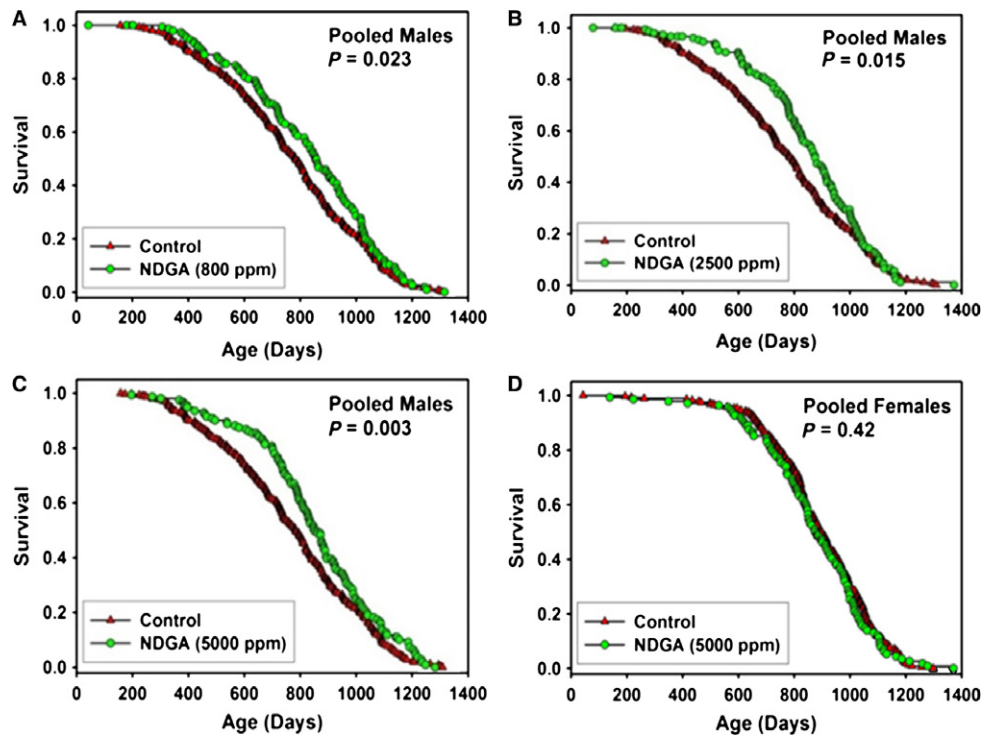 A
Pooled Males
P = 0.023
Survival
1.0
0.8
0.6
0.4
0.2
0.0
Control
NDGA (800 ppm)
0 200 400 600 800 1000 1200 1400
Age (Days)
B
Pooled Males
P = 0.015
Survival
1.0
0.8
0.6
0.4
0.2
0.0
Control
NDGA (2500 ppm)
0 200 400 600 800 1000 1200 1400
Age (Days)
C
Pooled Males
P = 0.003
Survival
1.0
0.8
0.6
0.4
0.2
0.0
Control
NDGA (5000 ppm)
0 200 400 600 800 1000 1200 1400
Age (Days)
D
Pooled Females
P = 0.42
Survival
1.0
0.8
0.6
0.4
0.2
0.0
Control
NDGA (5000 ppm)
0 200 400 600 800 1000 1200 1400
Age (Days)